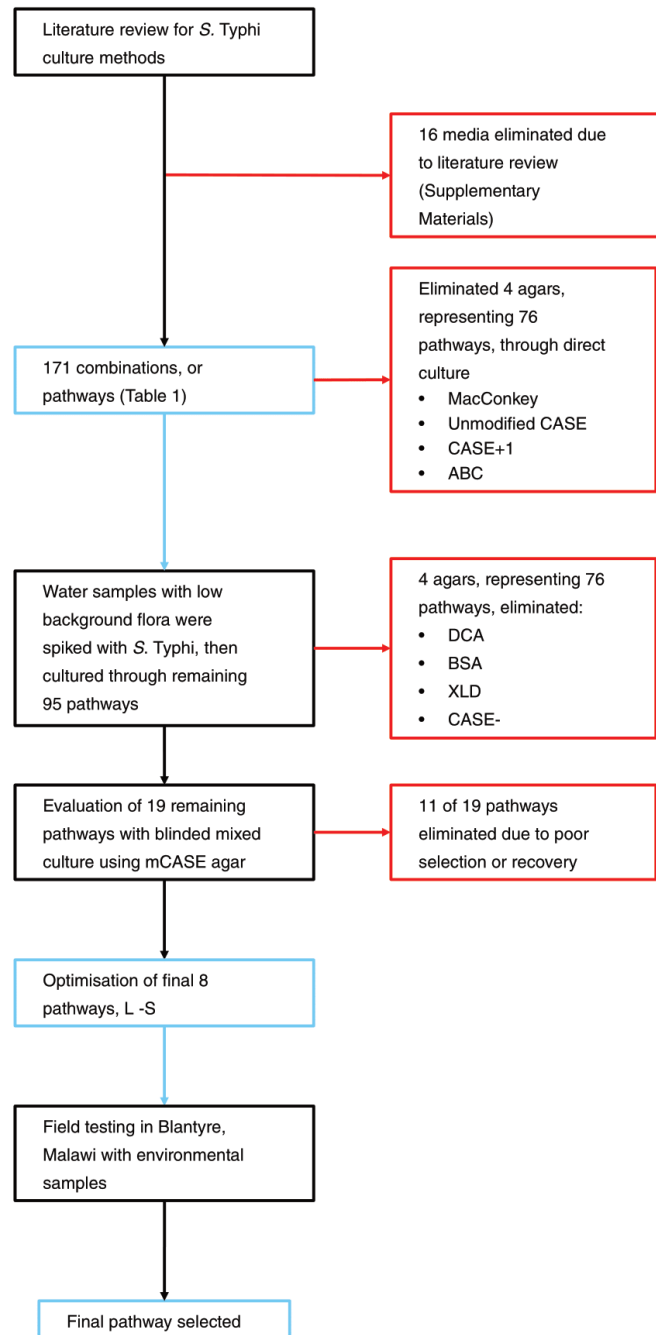 Literature review for S. Typhi
culture methods
16 media eliminated due
to literature review
(Supplementary
Materials)
Eliminated 4 agars,
representing 76
pathways, through direct
culture
• MacConkey
• Unmodified CASE
• CASE+1
• ABC
171 combinations, or
pathways (Table 1)
Water samples with low
background flora were
spiked with S. Typhi, then
cultured through remaining
95 pathways
4 agars, representing 76
pathways, eliminated:
• DCA
• BSA
• XLD
• CASE-
Evaluation of 19 remaining
pathways with blinded mixed
culture using mCASE agar
11 of 19 pathways
eliminated due to poor
selection or recovery
Optimisation of final 8
pathways, L -S
Field testing in Blantyre,
Malawi with environmental
samples
Final pathway selected